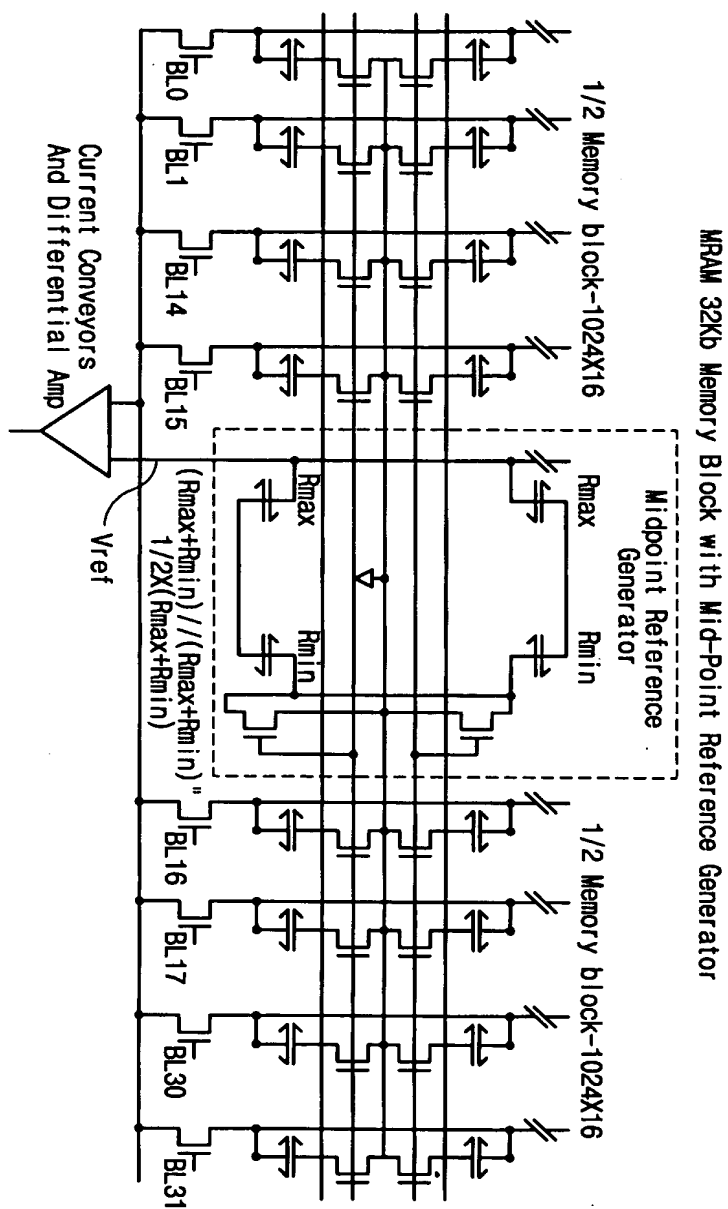 MRAM 32Kb Memory Block with Mid-Point Reference Generator
1/2 Memory block-1024X16
Midpoint Reference
Generator
1/2 Memory block-1024X16
Rmax
Rmin
Rmax
Rmin
(Rmax+Rmin)//(Rmax+Rmin)"
1/2X(Rmax+Rmin)
BL0
BL1
BL14
BL15
BL16
BL17
BL30
BL31
Vref
Current Conveyors
And Differential Amp